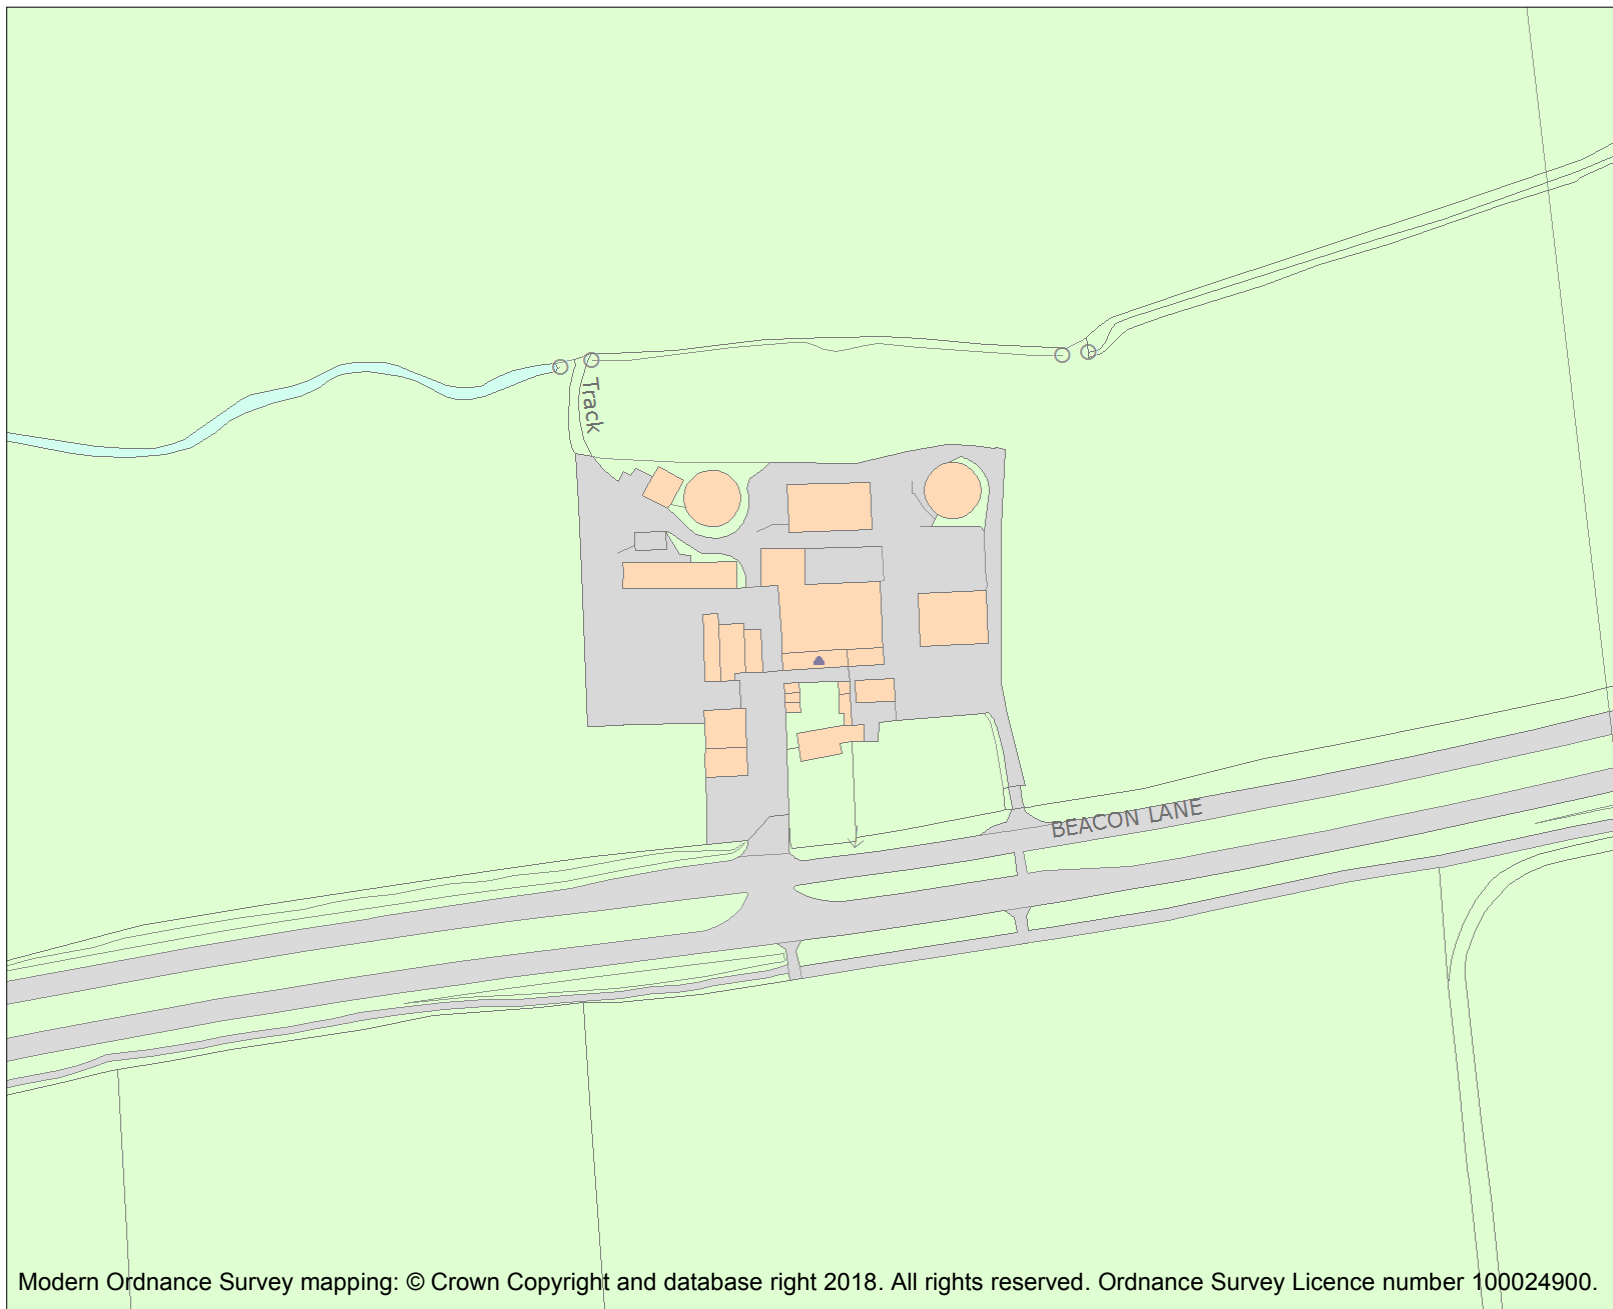 Track
BEACON LANE
Modern Ordnance Survey mapping: © Crown Copyright and database right 2018. All rights reserved. Ordnance Survey Licence number 100024900.